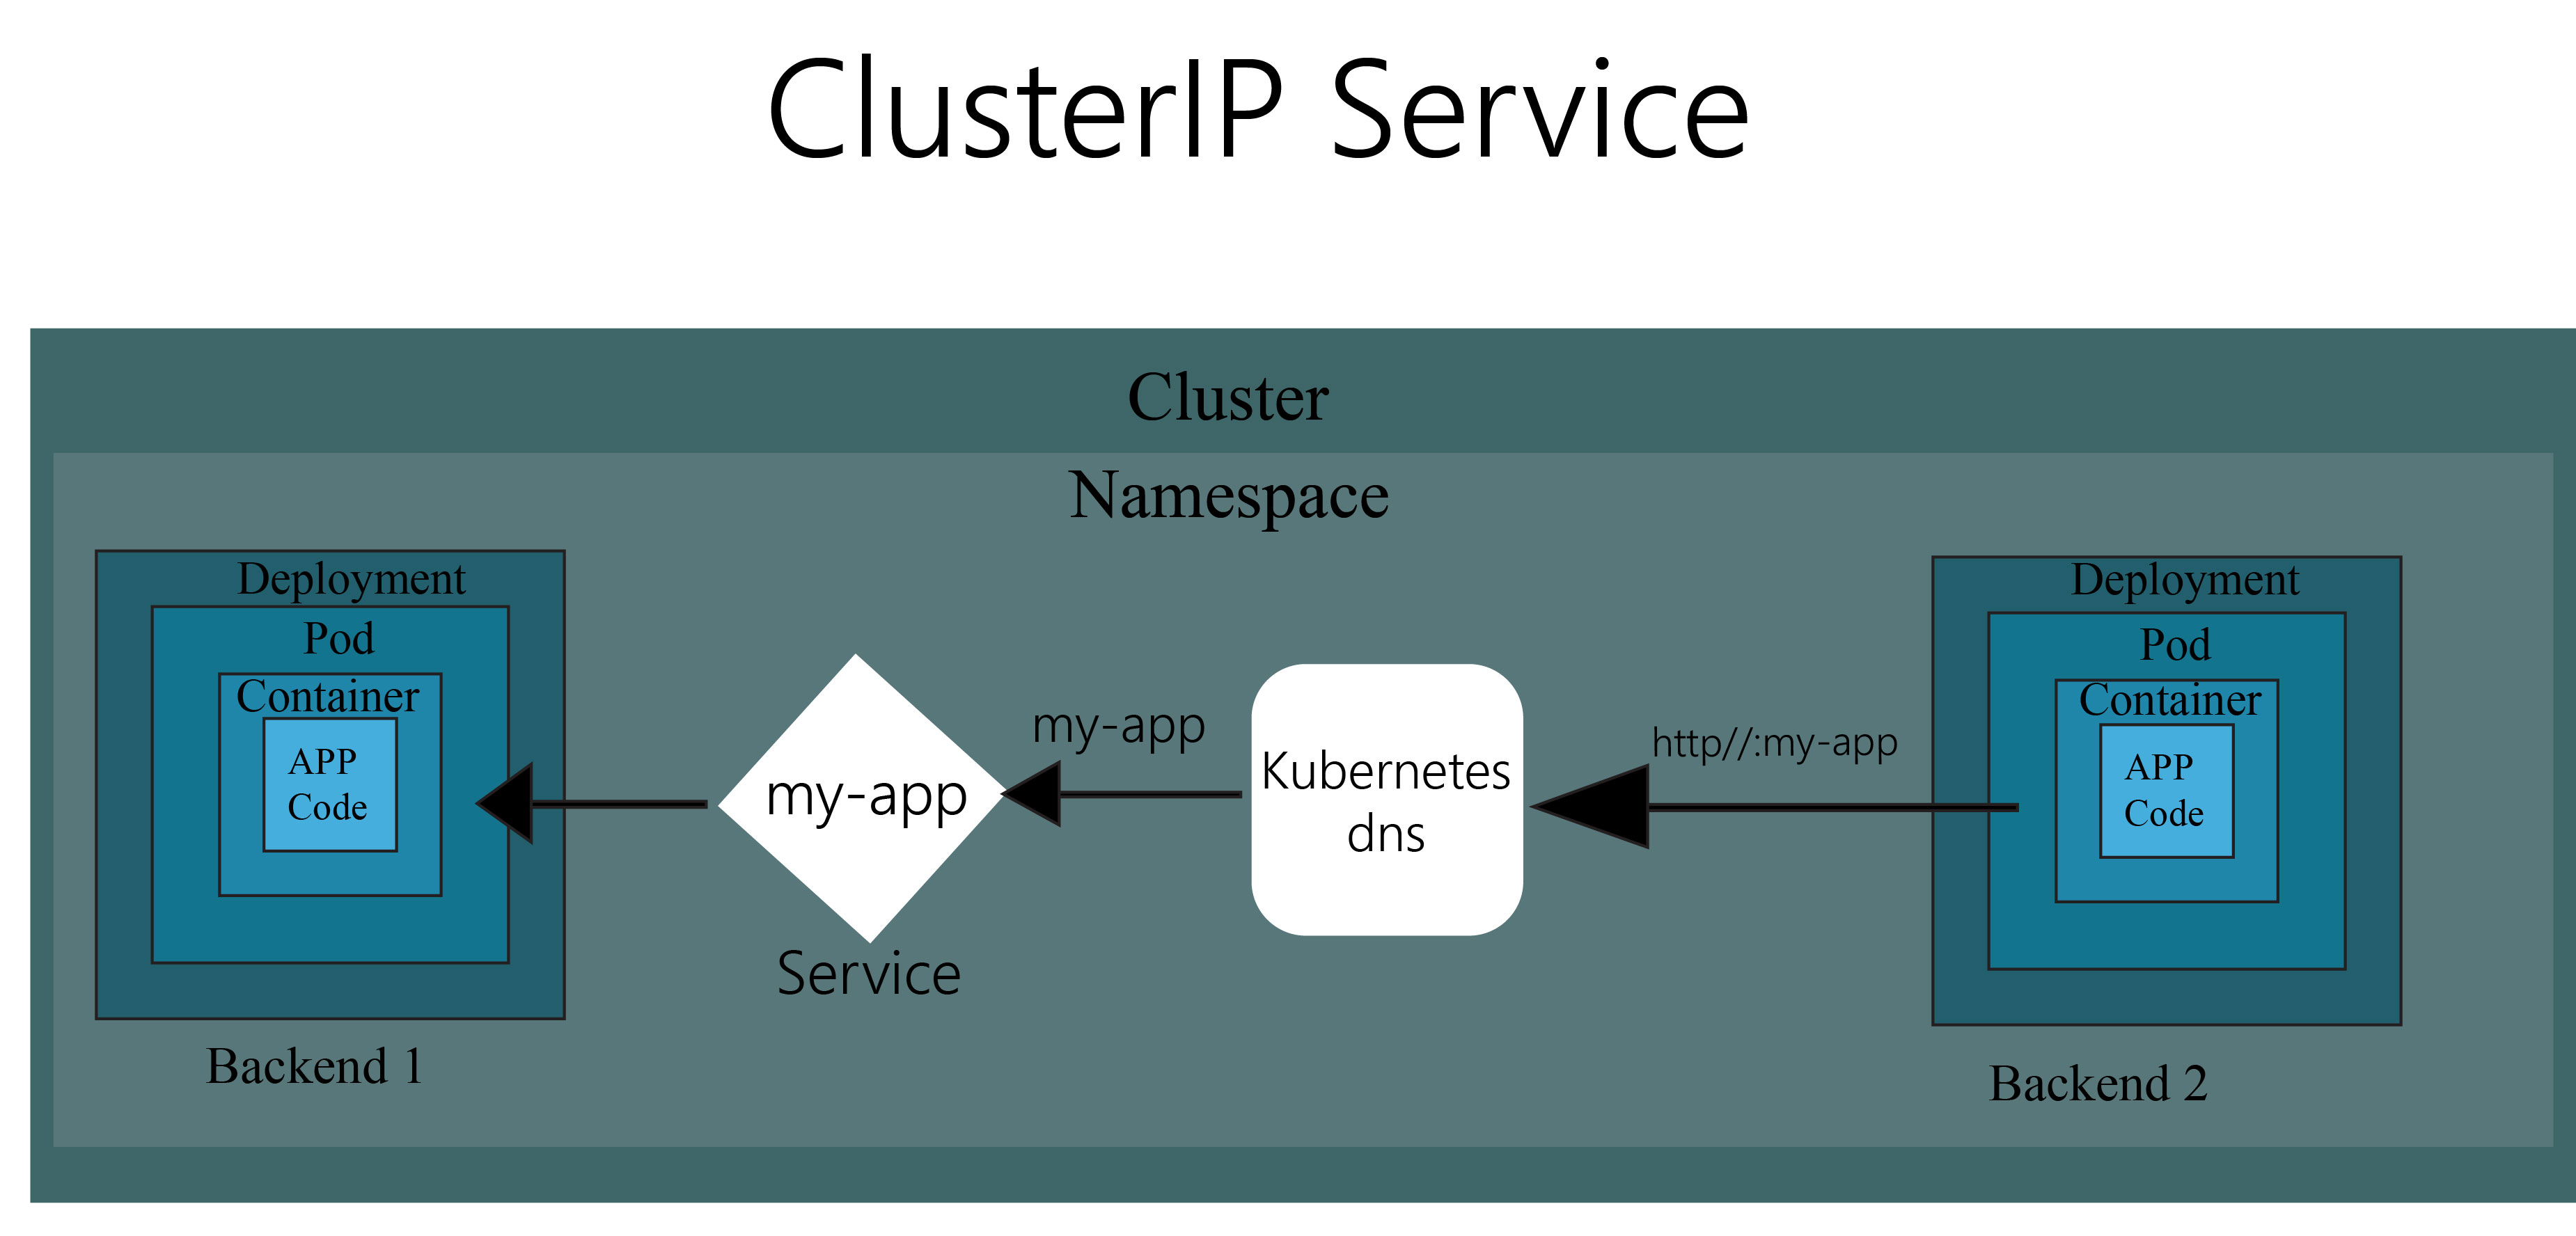 ClusterIP Service
Cluster
Namespace
Deployment
Pod
Container
APP
Code
Backend 1
my-app
Service
my-app
Kubernetes
dns
http//:my-app
Deployment
Pod
Container
APP
Code
Backend 2